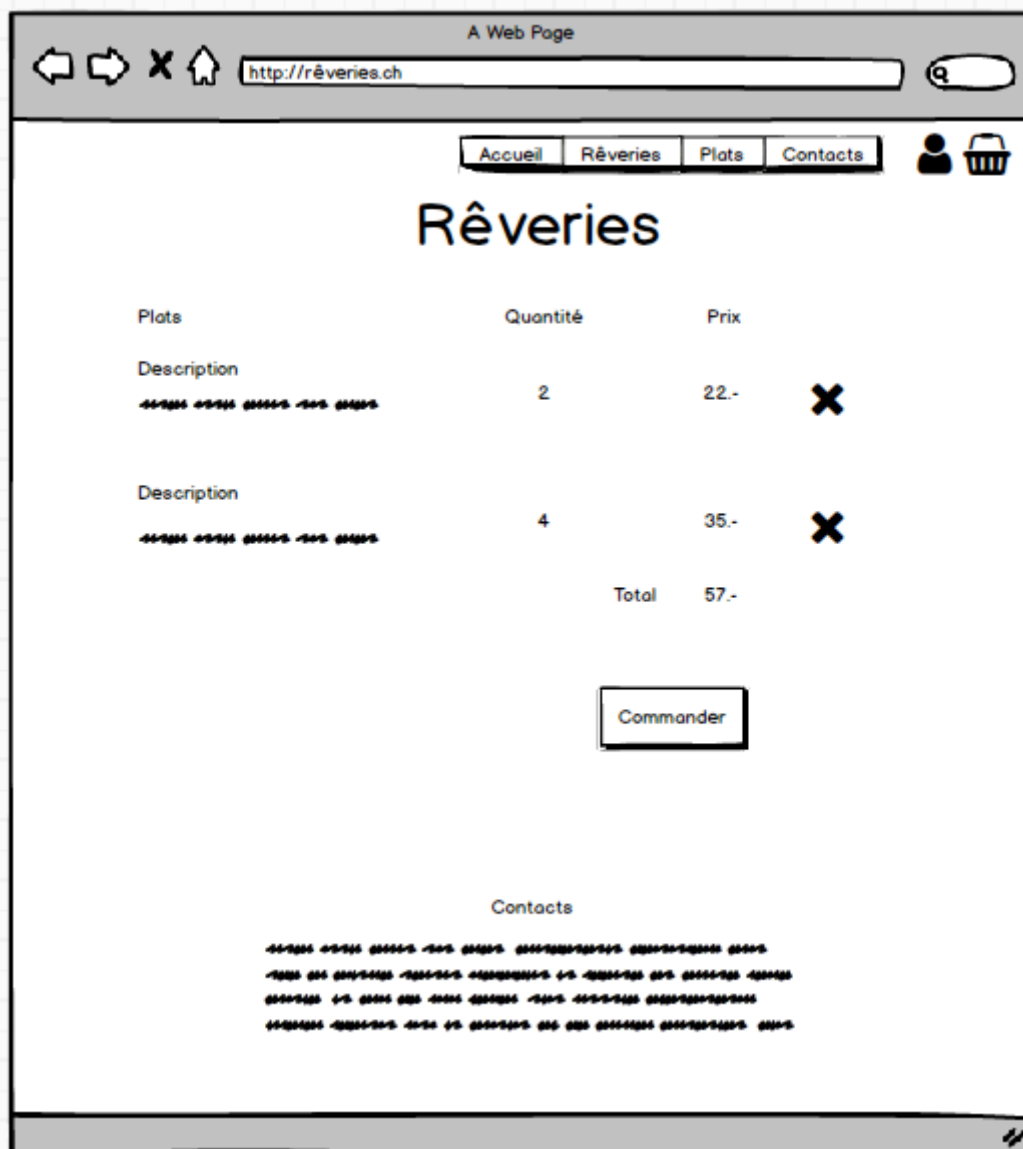 A Web Page
http://rêveries.ch
Accueil Rêveries Plats Contacts
Rêveries
Plats Quantité Prix
Description
2 22.-
Description
4 35.-
Total 57.-
Commander
Contacts